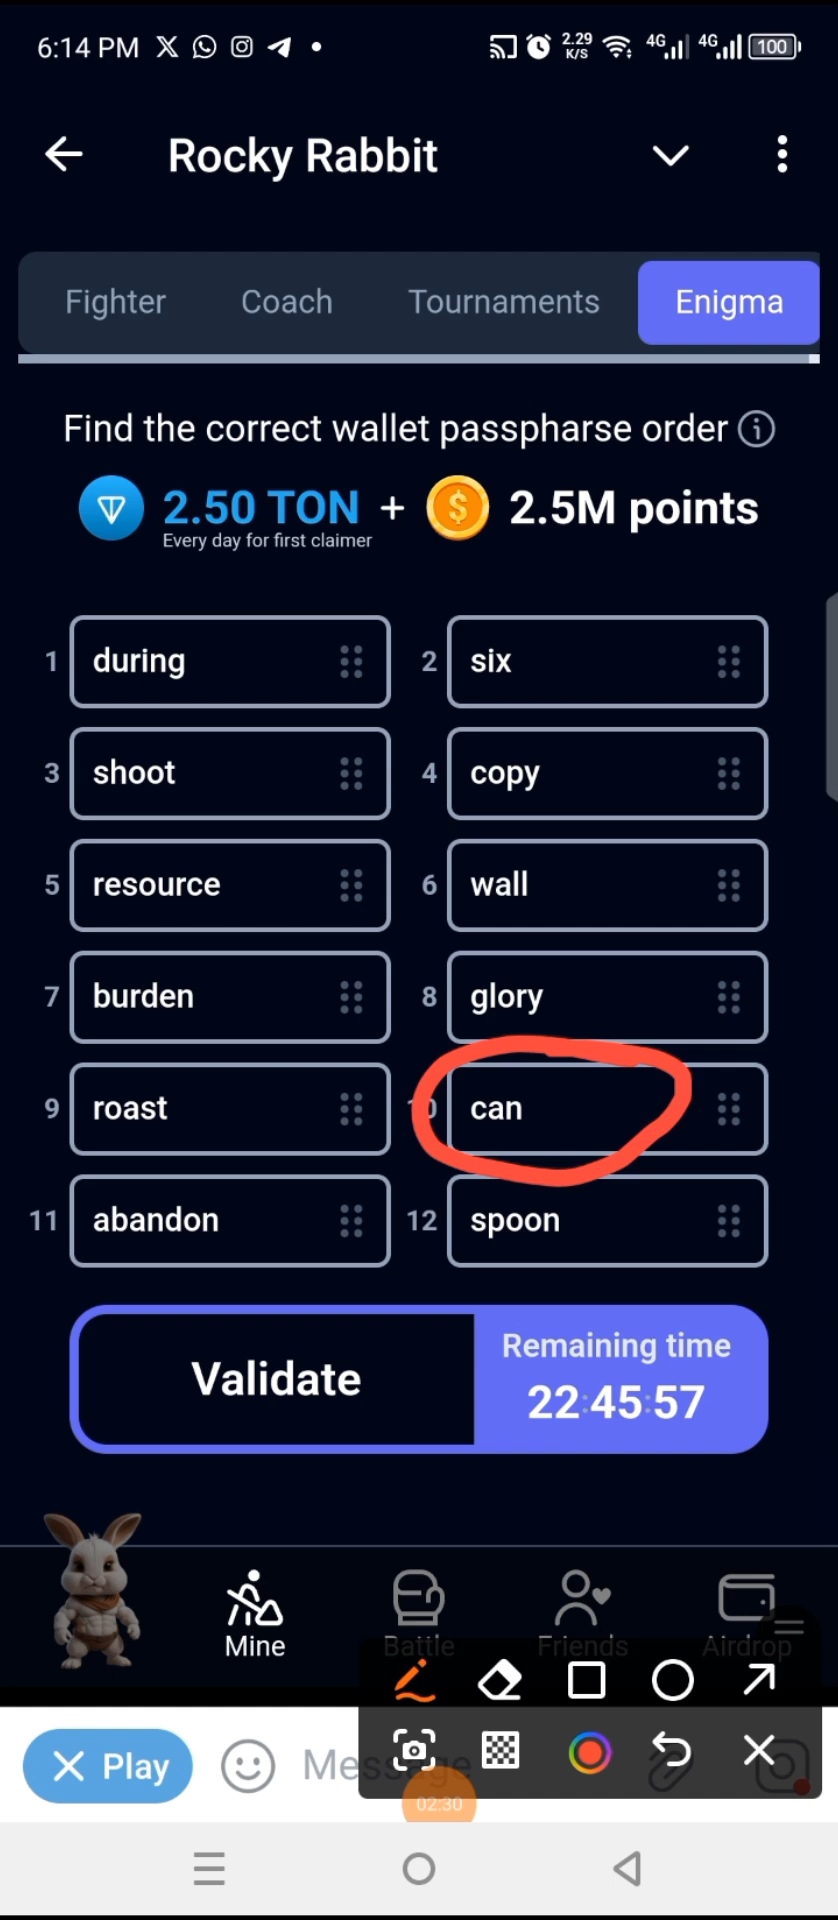 6:14 PM 2.29 K/S 4G 4G 100
Rocky Rabbit
Fighter Coach Tournaments Enigma
Find the correct wallet passpharse order
2.50 TON + $ 2.5M points
Every day for first claimer
1 during 2 six
3 shoot 4 copy
5 resource 6 wall
7 burden 8 glory
9 roast 10 can
11 abandon 12 spoon
Validate
Remaining time
22:45:57
Mine Battle Friends Airdrop
Play Message
02:30